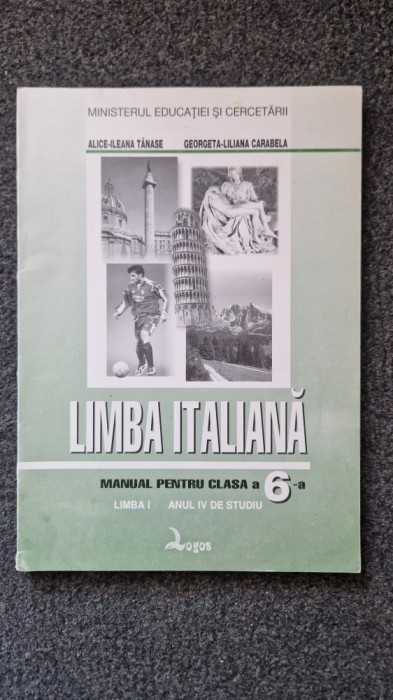 MINISTERUL EDUCAȚIEI ȘI CERCETĂRII
ALICE-ILEANA TĂNASE GEORGETA-LILIANA CARABELA
LIMBA ITALIANĂ
MANUAL PENTRU CLASA a 6-a
LIMBA I ANUL IV DE STUDIU
Logos